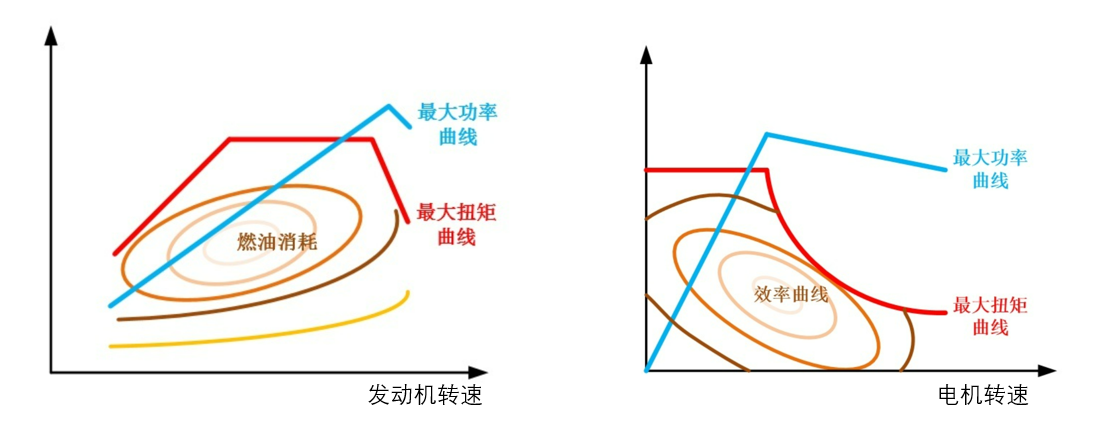 最大功率
曲线
最大扭矩
曲线
燃油消耗
发动机转速
最大功率
曲线
效率曲线
最大扭矩
曲线
电机转速